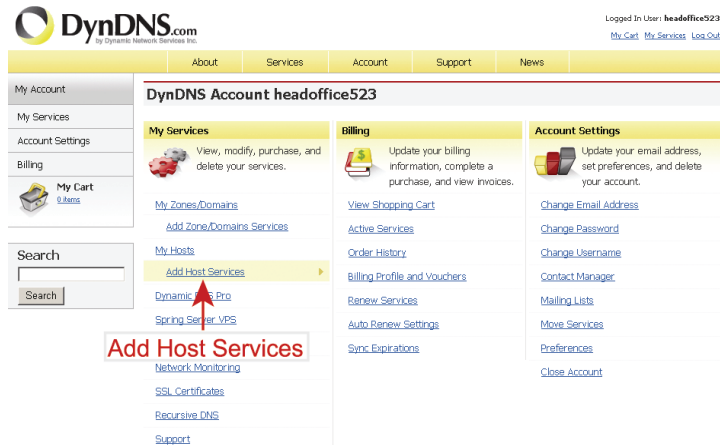 DynDNS.com
by Dynamic Network Services Inc.
Logged In User: headoffice523
My Cart My Services Log Out
About Services Account Support News
My Account
My Services
Account Settings
Billing
My Cart
0 items
Search
Search
DynDNS Account headoffice523
My Services
View, modify, purchase, and
delete your services.
My Zones/Domains
Add Zone/Domains Services
My Hosts
Add Host Services
Dynamic Pro
Spring Server VPS
Add Host Services
Network Monitoring
SSL Certificates
Recursive DNS
Support
Billing
Update your billing
information, complete a
purchase, and view invoices.
View Shopping Cart
Active Services
Order History
Billing Profile and Vouchers
Renew Services
Auto Renew Settings
Sync Expirations
Account Settings
Update your email address,
set preferences, and delete
your account.
Change Email Address
Change Password
Change Username
Contact Manager
Mailing Lists
Move Services
Preferences
Close Account